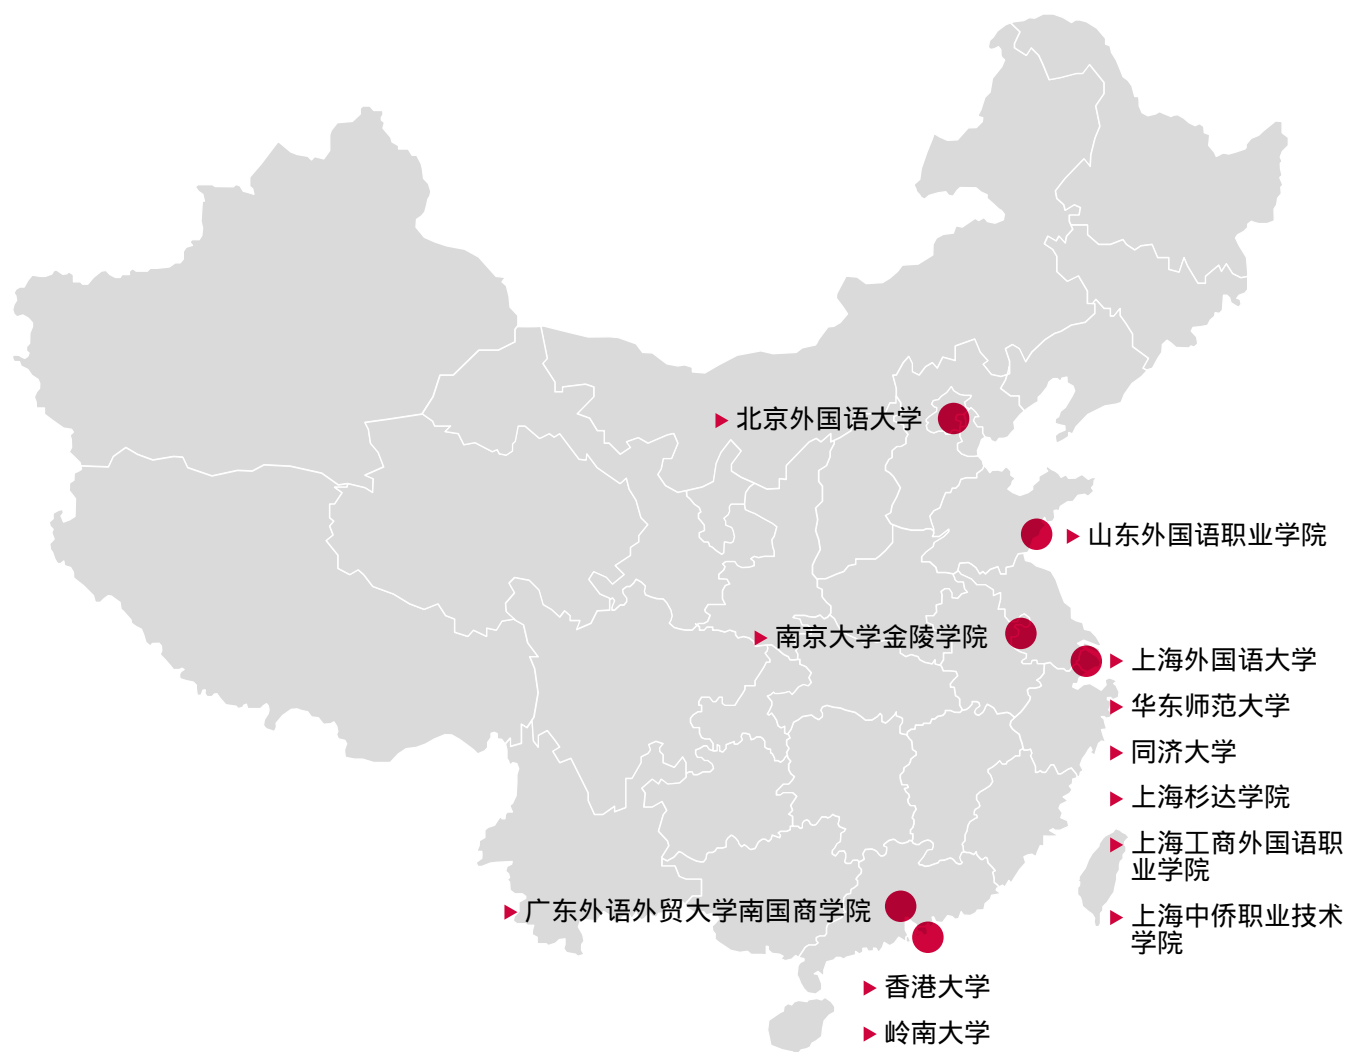 北京外国语大学
山东外国语职业学院
南京大学金陵学院
上海外国语大学
华东师范大学
同济大学
上海杉达学院
上海工商外国语职
业学院
广东外语外贸大学南国商学院
上海中侨职业技术
学院
香港大学
岭南大学